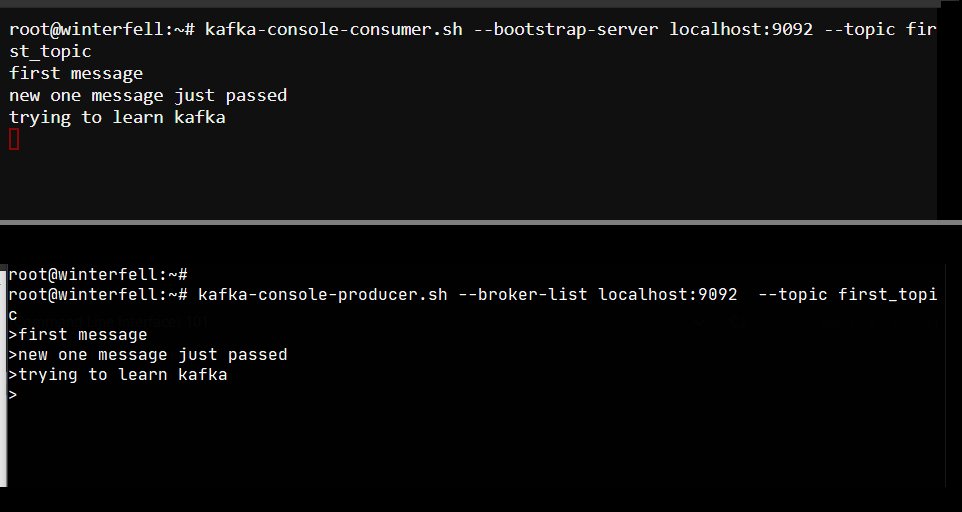 root@winterfell:~# kafka-console-consumer.sh --bootstrap-server localhost:9092 --topic fir
st_topic
first message
new one message just passed
trying to learn kafka
root@winterfell:~#
root@winterfell:~# kafka-console-producer.sh --broker-list localhost:9092  --topic first_topi
c
>first message
>new one message just passed
>trying to learn kafka
>